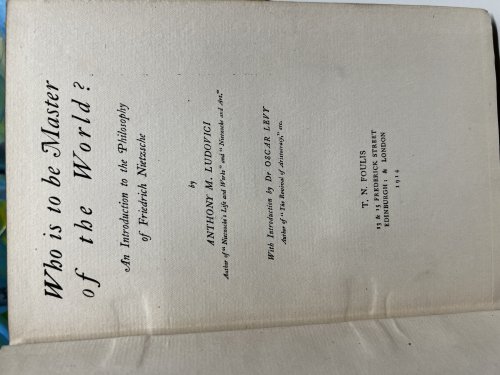 Who is to be Master
of the World?
An Introduction to the Philosophy
of Friedrich Nietzsche
by
ANTHONY M. LUDOVICI
Author of "Nietzsche's Life and Works" and "Nietzsche and Art,"
With Introduction by Dr OSCAR LEVY
Author of "The Revival of Aristocracy," etc.
T. N. FOULIS
13 & 15 FREDERICK STREET
EDINBURGH: & LONDON
1914